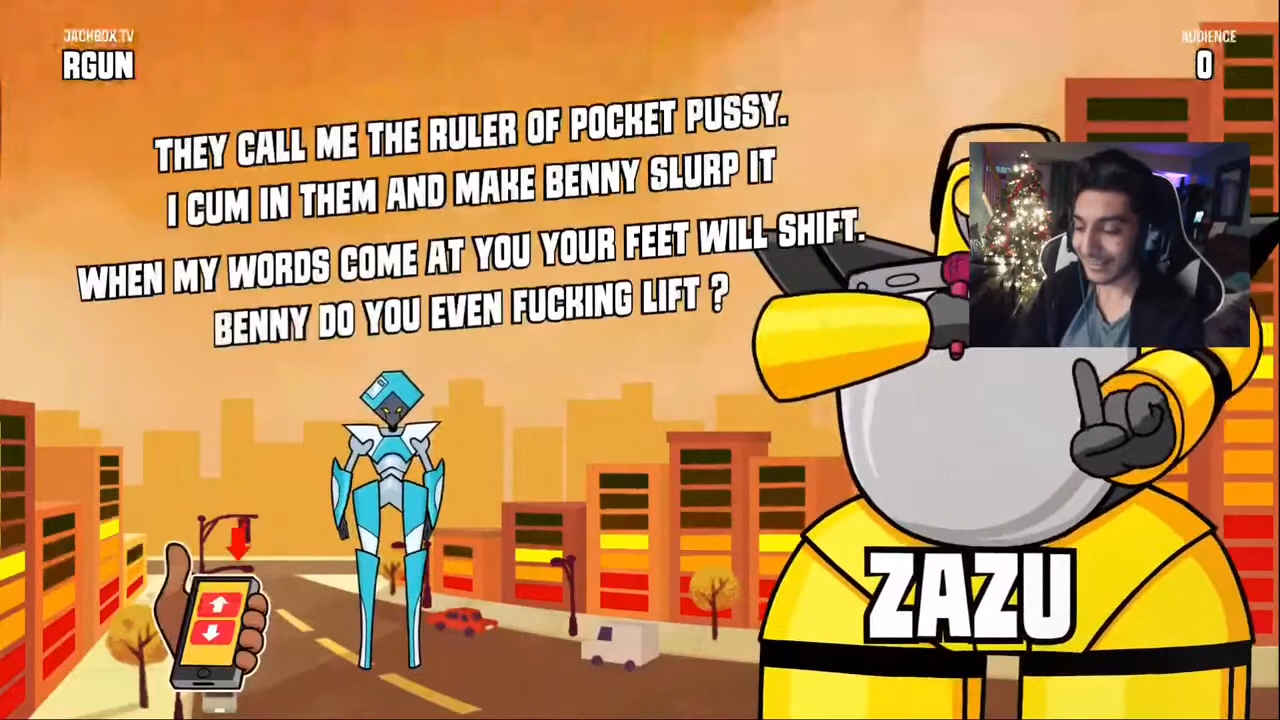 JACKBOX.TV
RGUN
AUDIENCE
0
THEY CALL ME THE RULER OF POCKET PUSSY.
I CUM IN THEM AND MAKE BENNY SLURP IT
WHEN MY WORDS COME AT YOU YOUR FEET WILL SHIFT.
BENNY DO YOU EVEN FUCKING LIFT ?
ZAZU